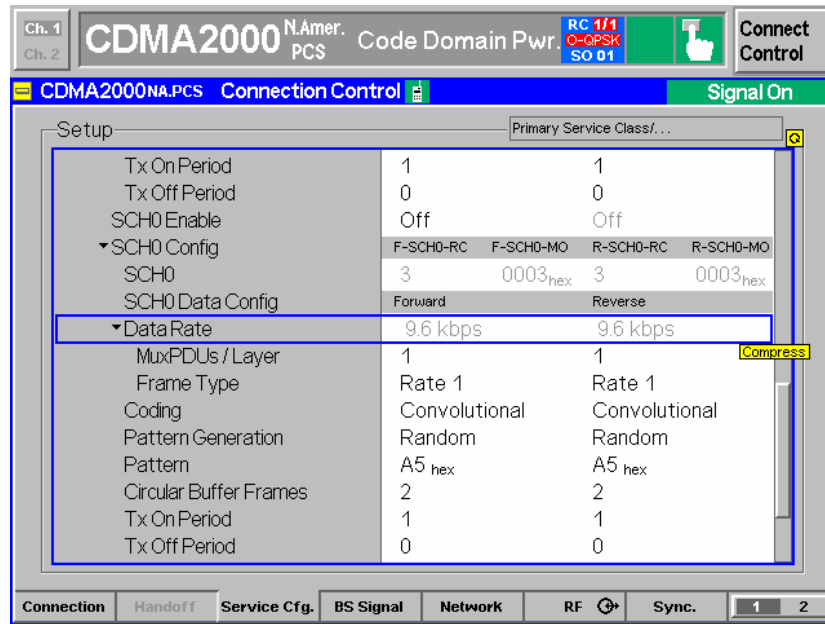 Ch. 1
Ch. 2
CDMA2000 N.Amer. PCS Code Domain Pwr.
RC 1/1
O-QPSK
SO 01
Connect Control
CDMA2000NA.PCS Connection Control
Signal On
Setup
Primary Service Class/...
Tx On Period 1 1
Tx Off Period 0 0
SCH0 Enable Off Off
SCH0 Config F-SCH0-RC F-SCH0-MO R-SCH0-RC R-SCH0-MO
SCH0 3 0003hex 3 0003hex
SCH0 Data Config Forward Reverse
Data Rate 9.6 kbps 9.6 kbps
Compress
MuxPDUs / Layer 1 1
Frame Type Rate 1 Rate 1
Coding Convolutional Convolutional
Pattern Generation Random Random
Pattern A5 hex A5 hex
Circular Buffer Frames 2 2
Tx On Period 1 1
Tx Off Period 0 0
Connection Handoff Service Cfg. BS Signal Network RF Sync. 1 2